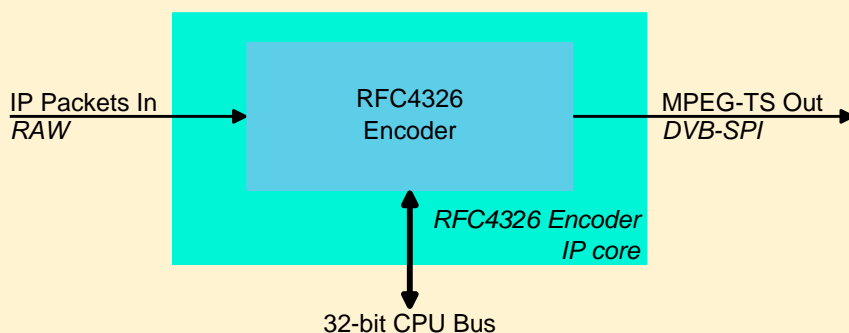 IP Packets In
RAW
RFC4326
Encoder
MPEG-TS Out
DVB-SPI
RFC4326 Encoder
IP core
32-bit CPU Bus